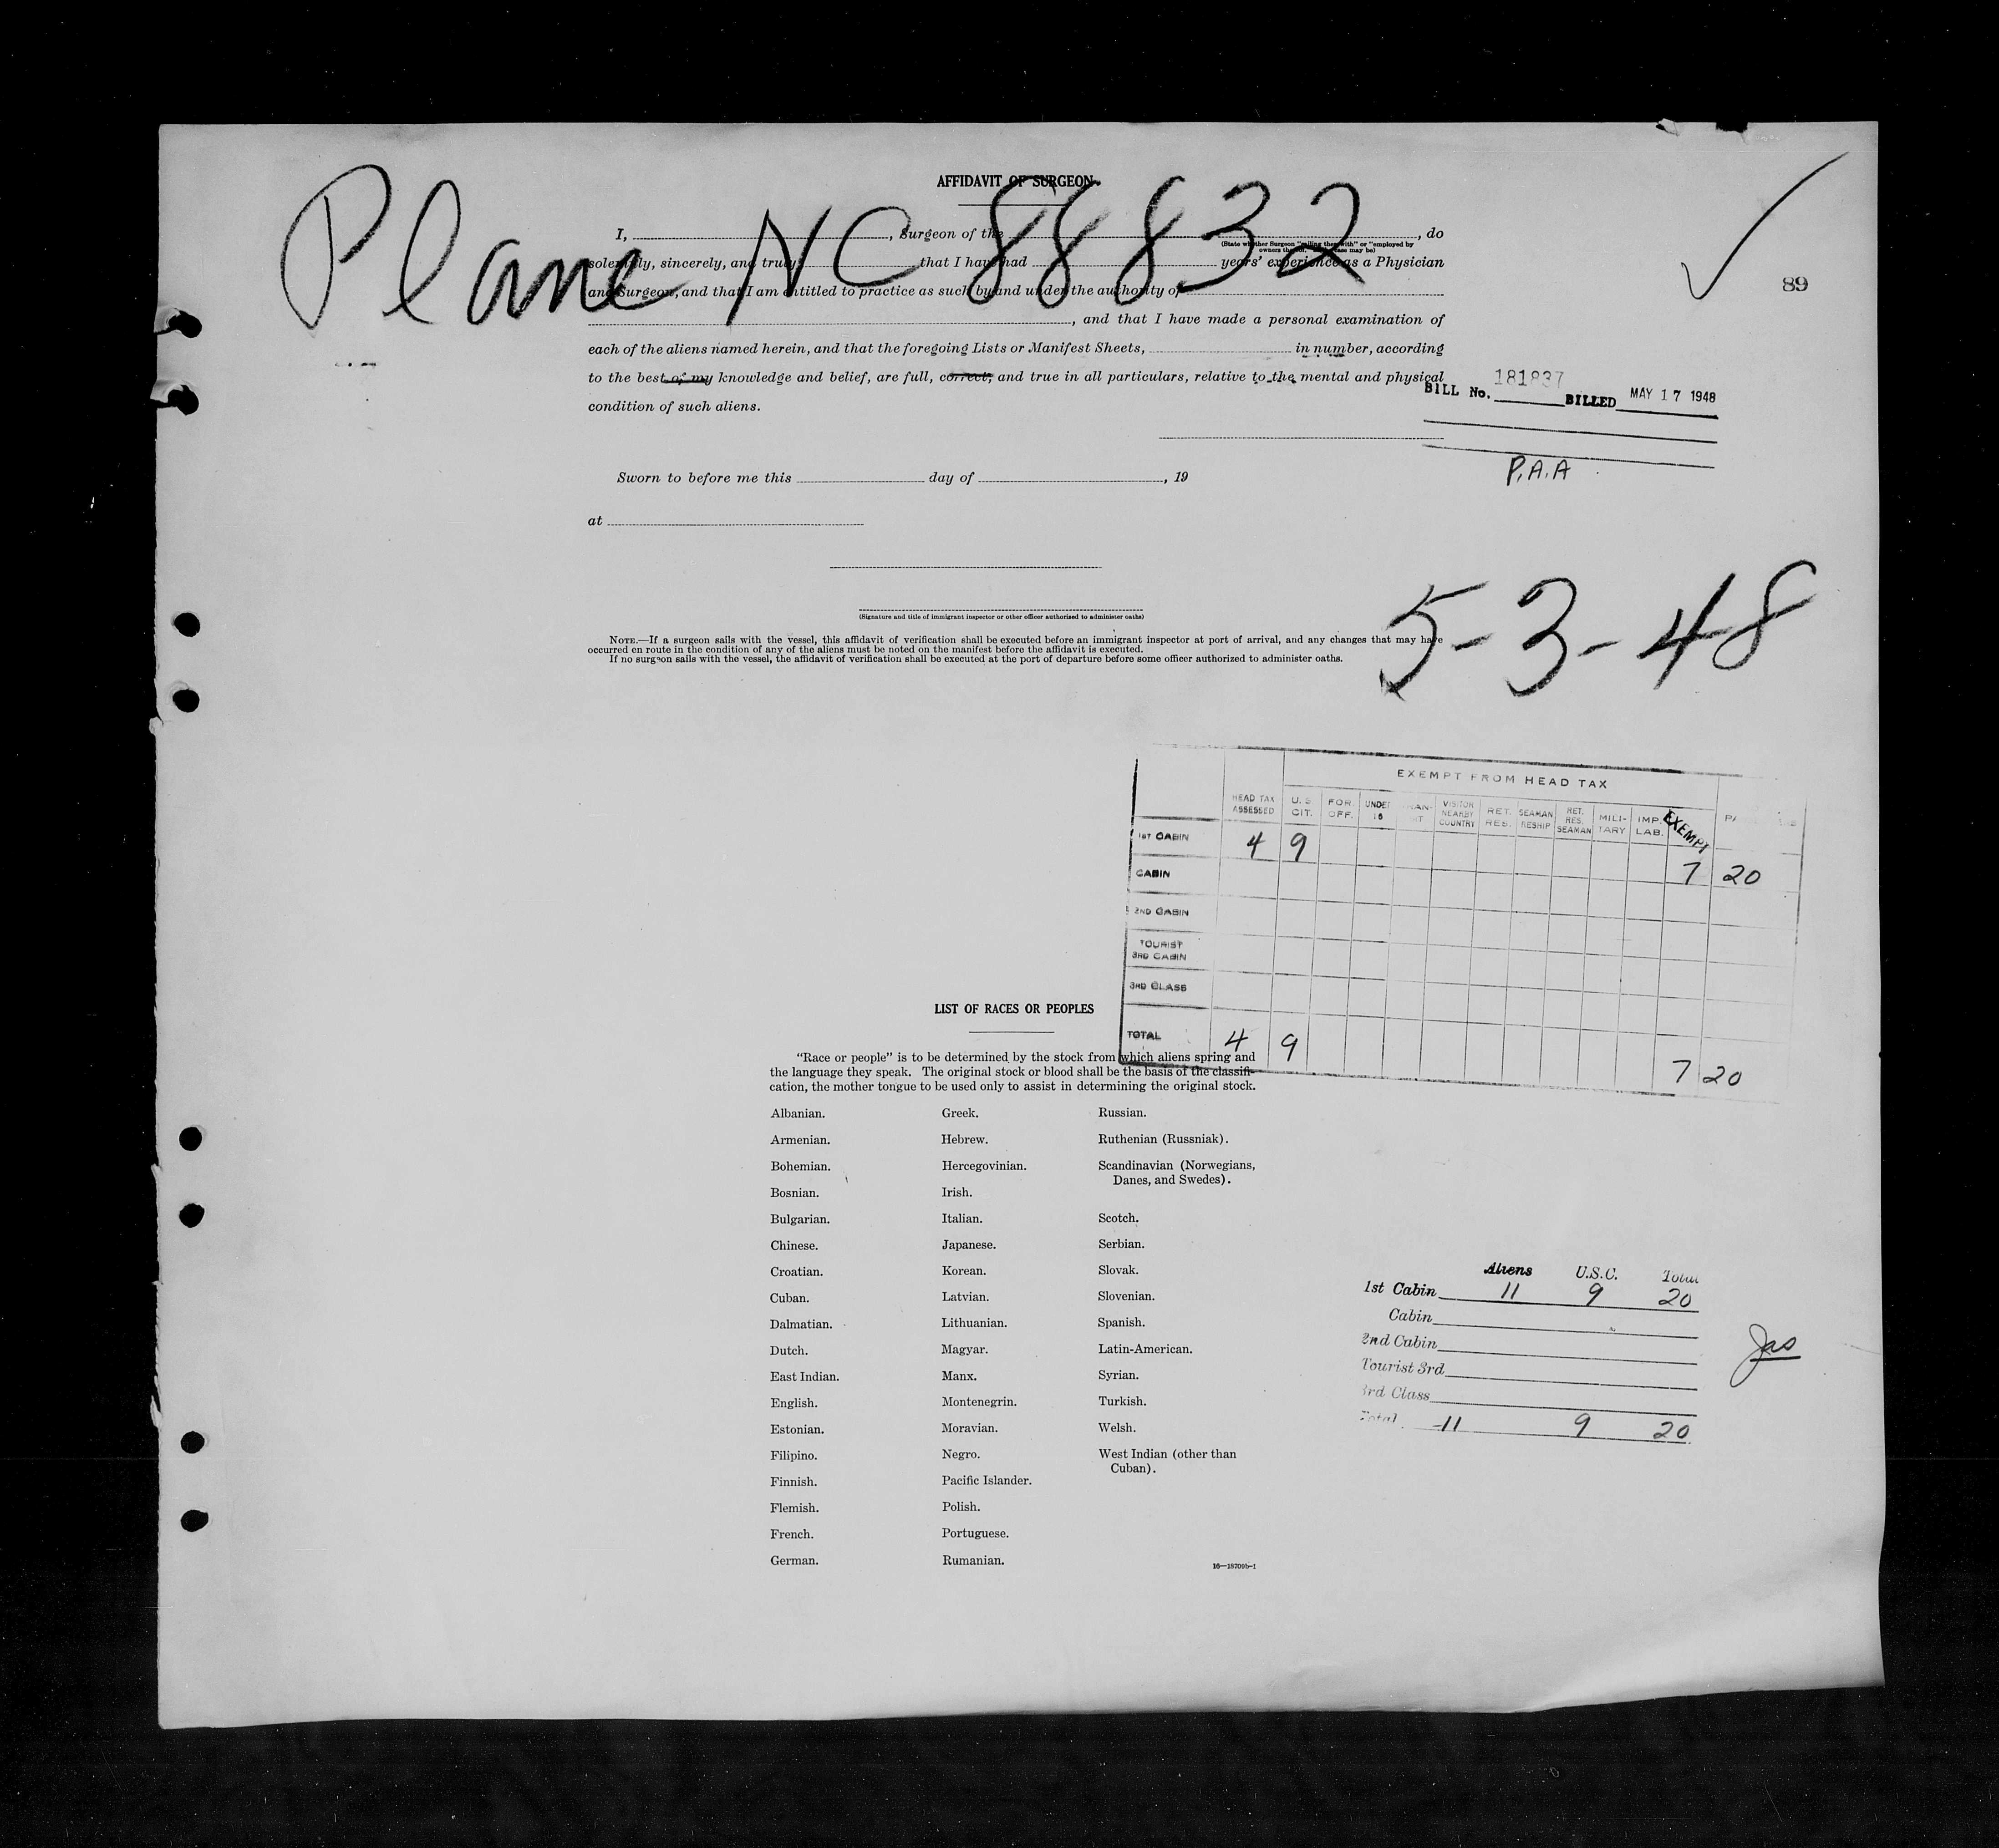 AFFIDAVIT OF SURGEON
Plane NC 88832
89
I, , Surgeon of the , do
(State whether Surgeon "sailing therewith" or "employed by
owners thereof," as case may be)
solemnly, sincerely, and truly that I have had years' experience as a Physician
and Surgeon, and that I am entitled to practice as such by and under the authority of
, and that I have made a personal examination of
each of the aliens named herein, and that the foregoing Lists or Manifest Sheets, in number, according
to the best of my knowledge and belief, are full, correct, and true in all particulars, relative to the mental and physical
condition of such aliens.
BILL No. 181837 BILLED MAY 17 1948
P.A.A
Sworn to before me this day of , 19
at
5-3-48
(Signature and title of immigrant inspector or other officer authorized to administer oaths)
NOTE.—If a surgeon sails with the vessel, this affidavit of verification shall be executed before an immigrant inspector at port of arrival, and any changes that may have
occurred en route in the condition of any of the aliens must be noted on the manifest before the affidavit is executed.
If no surgeon sails with the vessel, the affidavit of verification shall be executed at the port of departure before some officer authorized to administer oaths.
EXEMPT FROM HEAD TAX
HEAD TAX ASSESSED U.S. CIT. FOR. OFF. UNDER 16 VISITOR NEARBY COUNTRY RET. RES. SEAMAN RESHIP RET. RES. SEAMAN MILI-TARY IMP. LAB. EXEMPT
1ST CABIN 4 9 7 20
CABIN
2ND CABIN
TOURIST
3RD CABIN
3RD CLASS
TOTAL 4 9 7 20
LIST OF RACES OR PEOPLES
"Race or people" is to be determined by the stock from which aliens spring and
the language they speak. The original stock or blood shall be the basis of the classifi-
cation, the mother tongue to be used only to assist in determining the original stock.
Albanian. Greek. Russian.
Armenian. Hebrew. Ruthenian (Russniak).
Bohemian. Hercegovinian. Scandinavian (Norwegians,
Danes, and Swedes).
Bosnian. Irish.
Bulgarian. Italian. Scotch.
Chinese. Japanese. Serbian.
Croatian. Korean. Slovak.
Cuban. Latvian. Slovenian.
Dalmatian. Lithuanian. Spanish.
Dutch. Magyar. Latin-American.
East Indian. Manx. Syrian.
English. Montenegrin. Turkish.
Estonian. Moravian. Welsh.
Filipino. Negro. West Indian (other than
Cuban).
Finnish. Pacific Islander.
Flemish. Polish.
French. Portuguese.
German. Rumanian.
16—18709b-1
Aliens U.S.C. Total
1st Cabin 11 9 20
Cabin
2nd Cabin
Tourist 3rd
3rd Class
Total 11 9 20